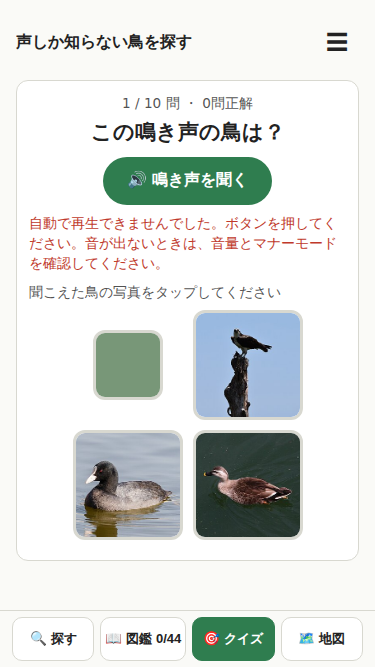 声しか知らない鳥を探す
1 / 10 問 ・ 0問正解
この鳴き声の鳥は？
🔊 鳴き声を聞く
自動で再生できませんでした。ボタンを押してく
ださい。音が出ないときは、音量とマナーモード
を確認してください。
聞こえた鳥の写真をタップしてください
🔍 探す
📖 図鑑 0/44
🎯 クイズ
🗺️ 地図